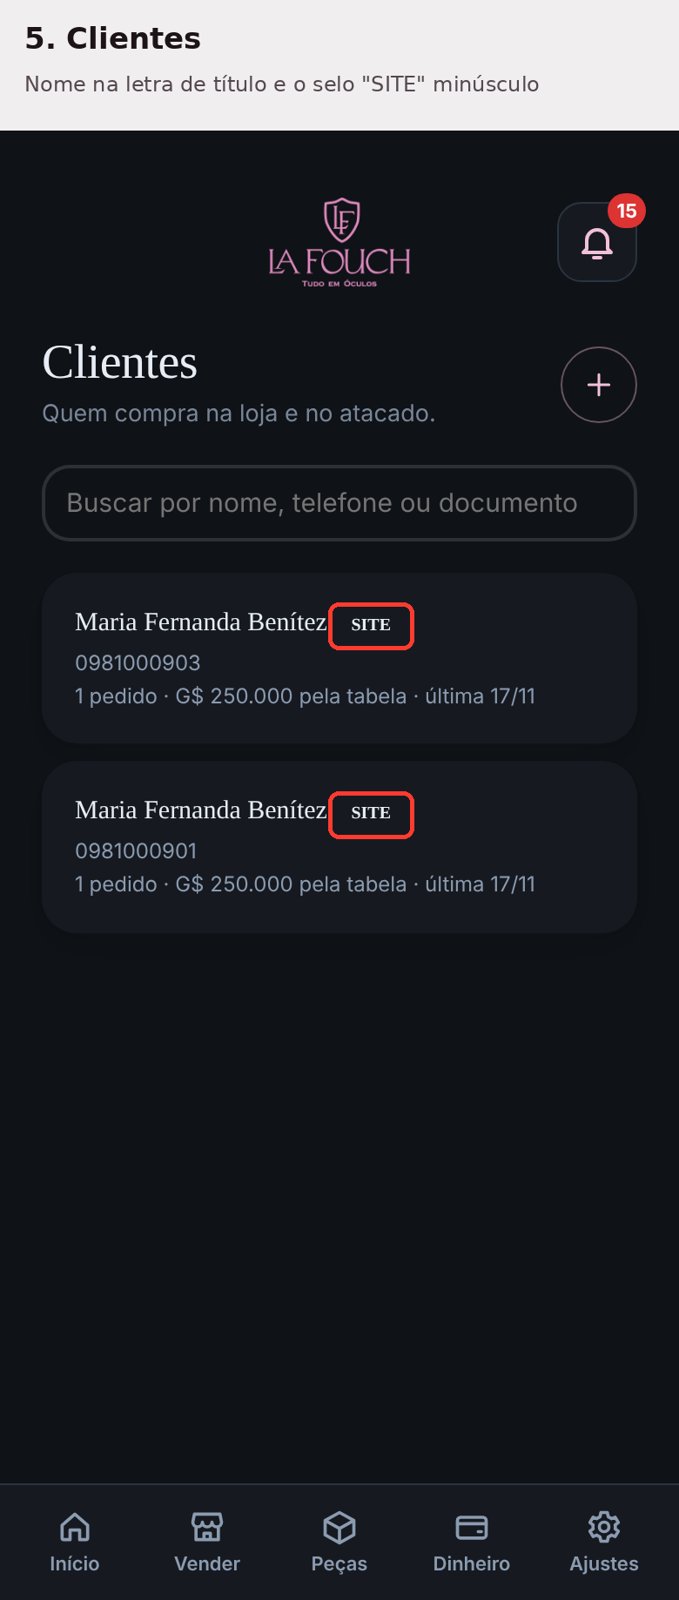 5. Clientes
Nome na letra de título e o selo "SITE" minúsculo
LF
LA FOUCH
TUDO EM ÓCULOS
15
Clientes
Quem compra na loja e no atacado.
Buscar por nome, telefone ou documento
Maria Fernanda Benítez SITE
0981000903
1 pedido · G$ 250.000 pela tabela · última 17/11
Maria Fernanda Benítez SITE
0981000901
1 pedido · G$ 250.000 pela tabela · última 17/11
Início Vender Peças Dinheiro Ajustes